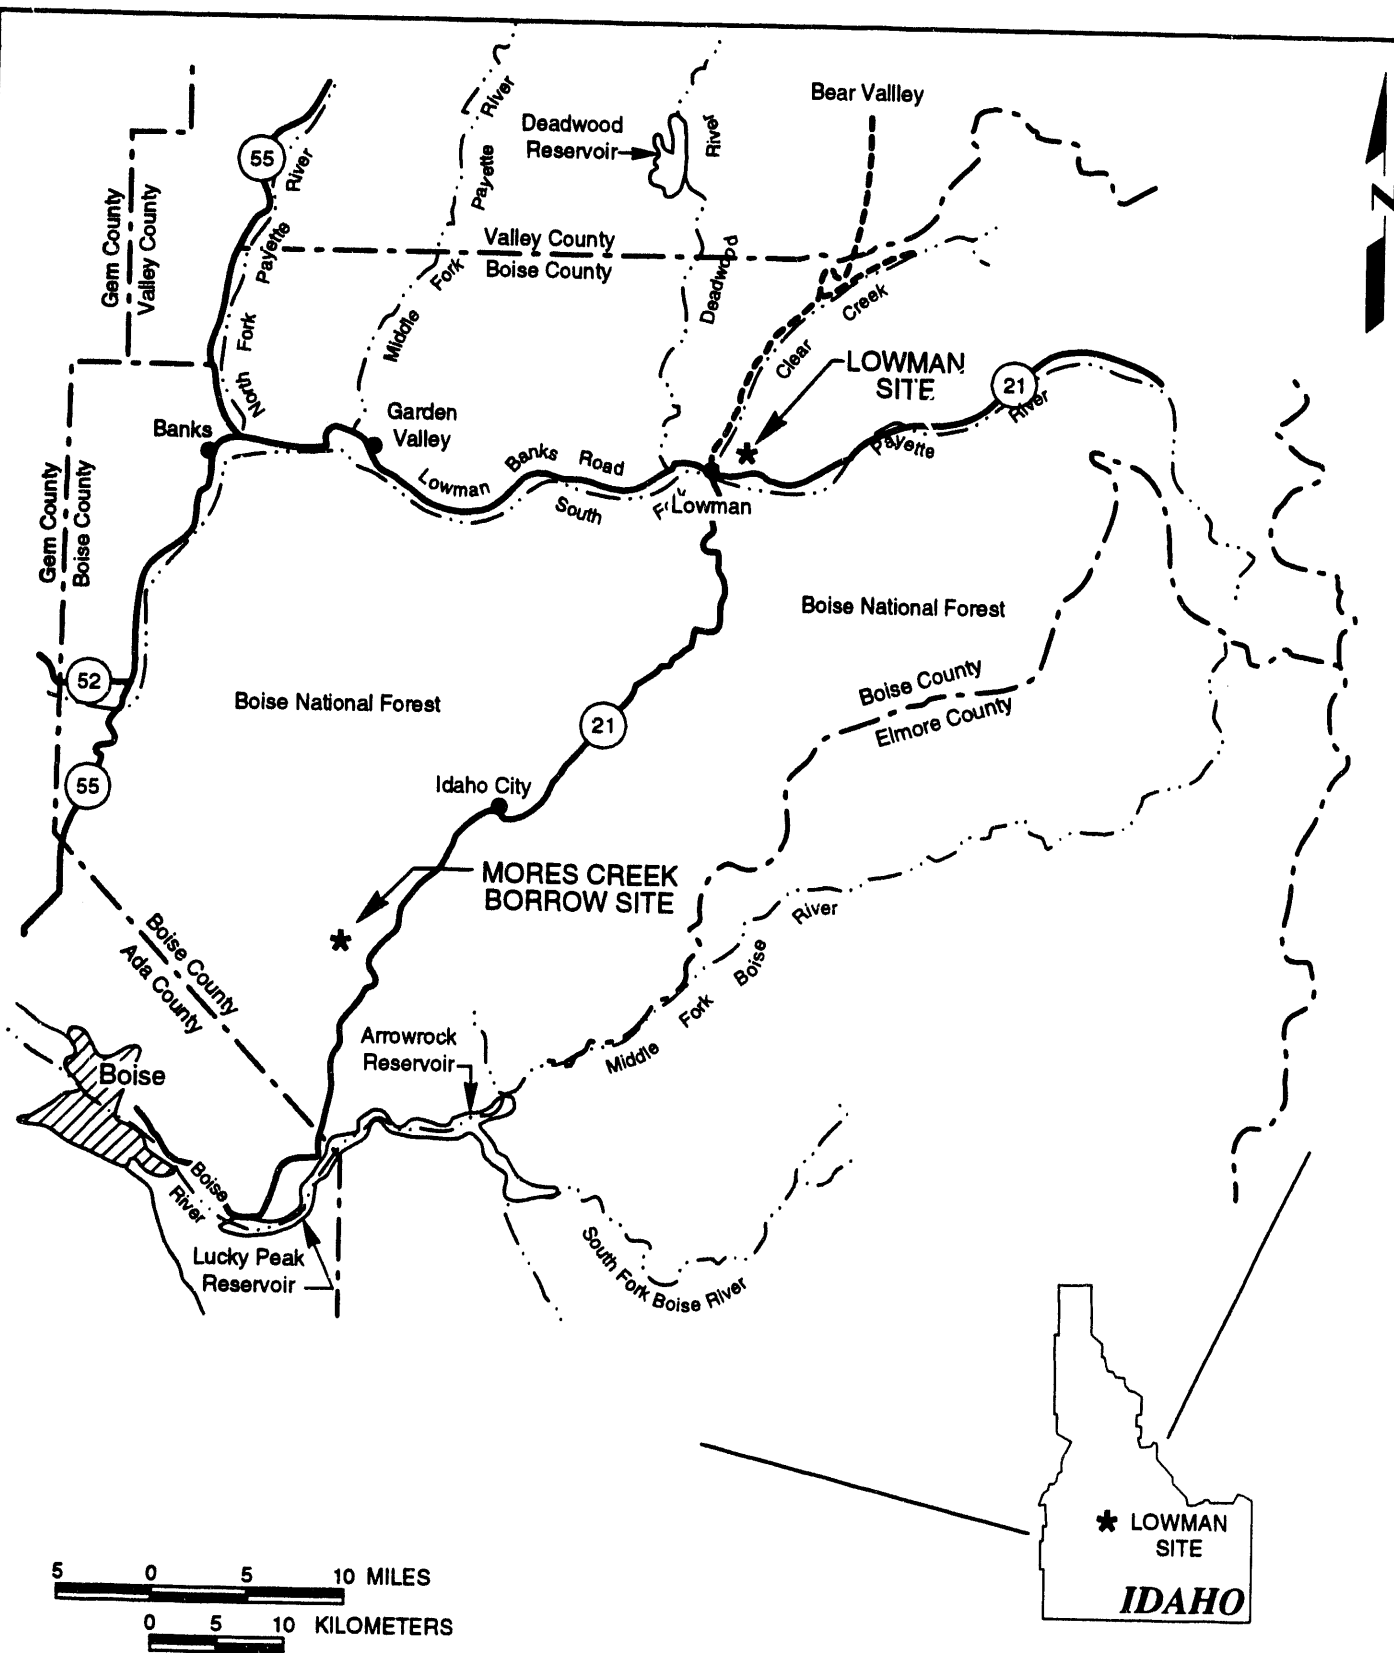 Bear Vallley
Deadwood
Reservoir
River
River
55
River
Payette
Payette
Gem County
Valley County
Valley County
Boise County
Fork
Deadwood
Middle
Creek
Clear
Fork
North
LOWMAN
SITE
21
River
Payette
Banks
Garden
Valley
Lowman
Banks Road
South
Lowman
Gem County
Boise County
Boise National Forest
52
Boise National Forest
Boise County
Elmore County
21
55
Idaho City
MORES CREEK
BORROW SITE
River
Boise
Fork
Middle
Boise County
Ada County
Arrowrock
Reservoir
Boise
Boise
River
Lucky Peak
Reservoir
South Fork Boise River
N
LOWMAN
SITE
IDAHO
5 0 5 10 MILES
0 5 10 KILOMETERS